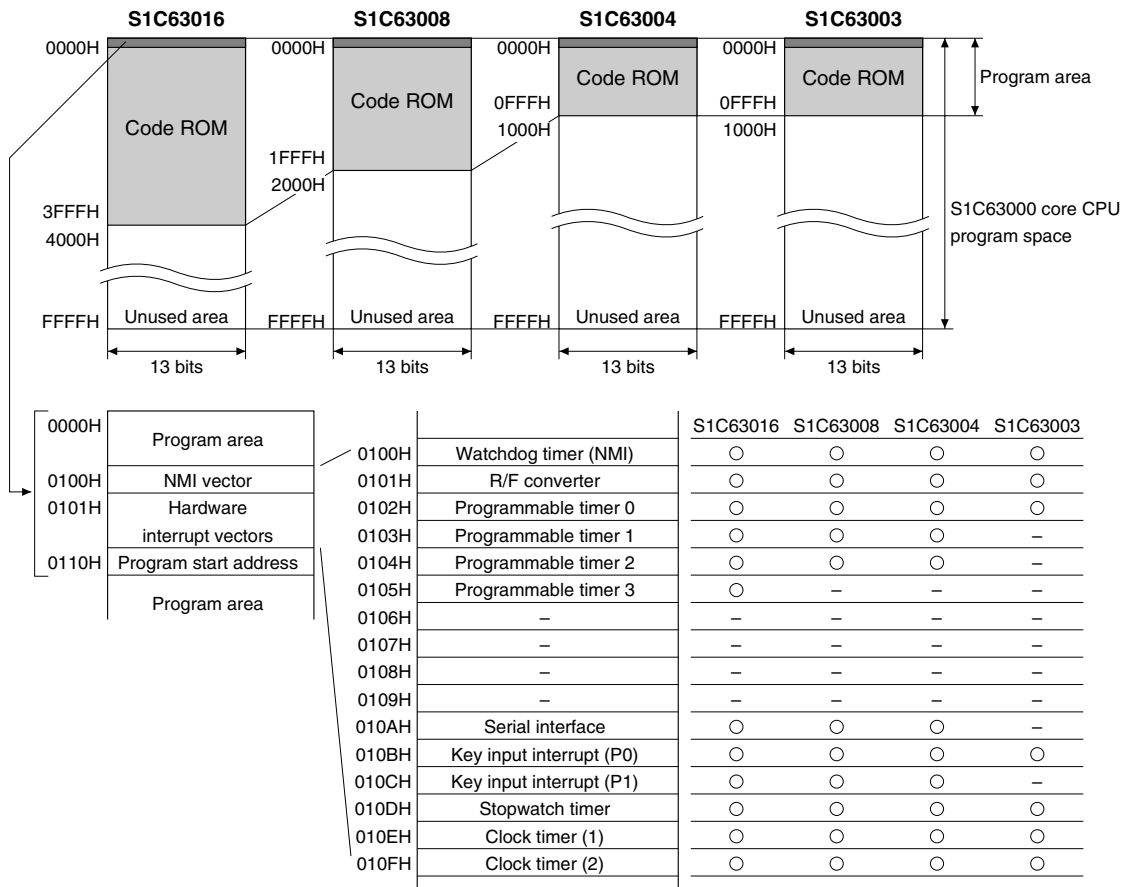 S1C63016 S1C63008 S1C63004 S1C63003
0000H 0000H 0000H 0000H
Code ROM Code ROM Program area
Code ROM
0FFFH 0FFFH
Code ROM
1000H 1000H
1FFFH
2000H
3FFFH
4000H
S1C63000 core CPU
program space
FFFFH Unused area FFFFH Unused area FFFFH Unused area FFFFH Unused area
13 bits 13 bits 13 bits 13 bits
0000H
Program area
0100H NMI vector
0101H Hardware
interrupt vectors
0110H Program start address
Program area
S1C63016 S1C63008 S1C63004 S1C63003
0100H Watchdog timer (NMI) ○ ○ ○ ○
0101H R/F converter ○ ○ ○ ○
0102H Programmable timer 0 ○ ○ ○ ○
0103H Programmable timer 1 ○ ○ ○ –
0104H Programmable timer 2 ○ ○ ○ –
0105H Programmable timer 3 ○ – – –
0106H – – – – –
0107H – – – – –
0108H – – – – –
0109H – – – – –
010AH Serial interface ○ ○ ○ –
010BH Key input interrupt (P0) ○ ○ ○ ○
010CH Key input interrupt (P1) ○ ○ ○ –
010DH Stopwatch timer ○ ○ ○ ○
010EH Clock timer (1) ○ ○ ○ ○
010FH Clock timer (2) ○ ○ ○ ○